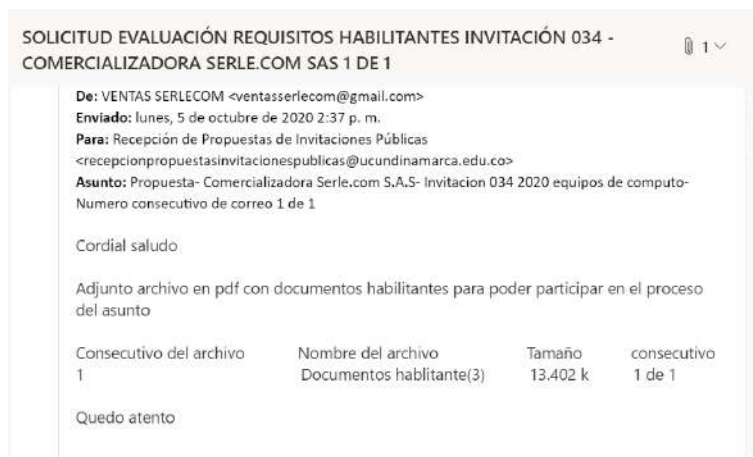 SOLICITUD EVALUACIÓN REQUISITOS HABILITANTES INVITACIÓN 034 -
COMERCIALIZADORA SERLE.COM SAS 1 DE 1
1
De: VENTAS SERLECOM <ventasserlecom@gmail.com>
Enviado: lunes, 5 de octubre de 2020 2:37 p. m.
Para: Recepción de Propuestas de Invitaciones Públicas
<recepcionpropuestasinvitacionespublicas@ucundinamarca.edu.co>
Asunto: Propuesta- Comercializadora Serle.com S.A.S- Invitacion 034 2020 equipos de computo-
Numero consecutivo de correo 1 de 1
Cordial saludo
Adjunto archivo en pdf con documentos habilitantes para poder participar en el proceso
del asunto
Consecutivo del archivo Nombre del archivo Tamaño consecutivo
1 Documentos hablitante(3) 13.402 k 1 de 1
Quedo atento